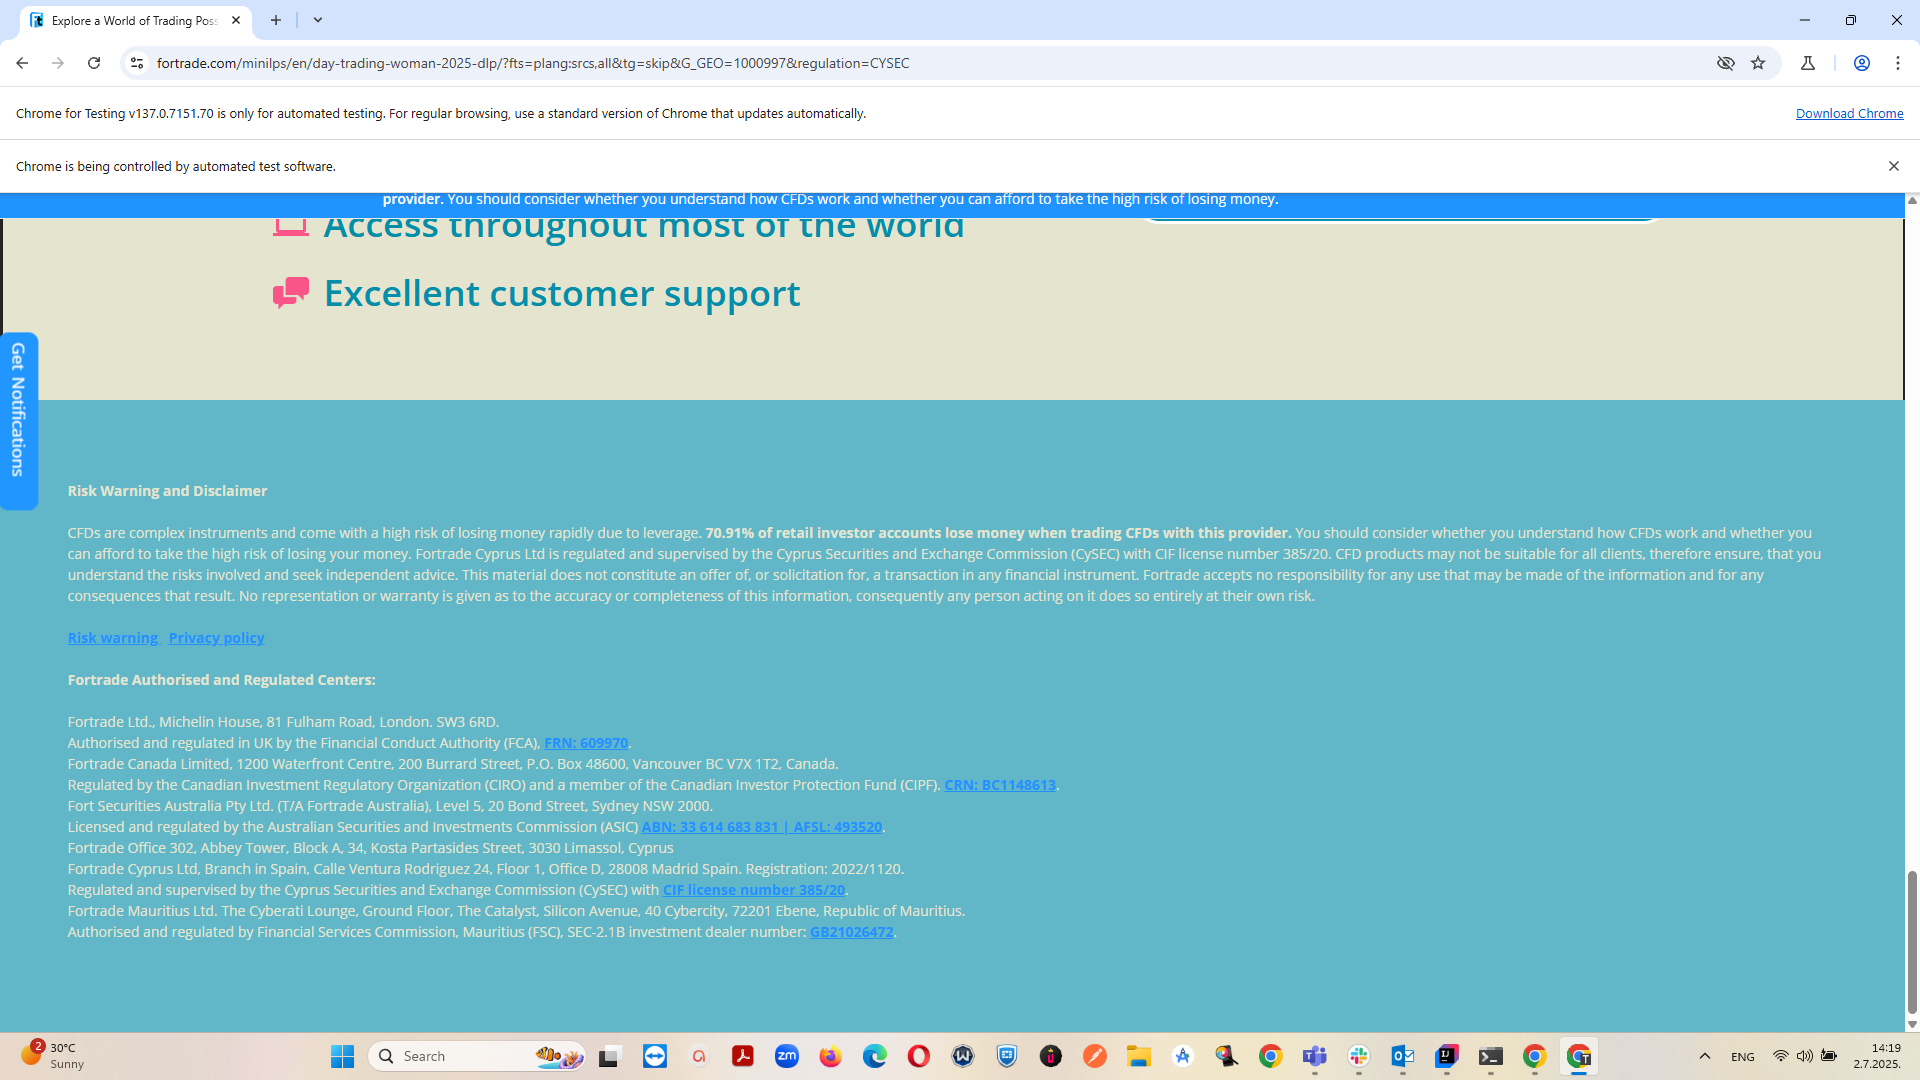 Explore a World of Trading Poss
fortrade.com/minilps/en/day-trading-woman-2025-dlp/?fts=plang:srcs,all&tg=skip&G_GEO=1000997&regulation=CYSEC
Chrome for Testing v137.0.7151.70 is only for automated testing. For regular browsing, use a standard version of Chrome that updates automatically.
Download Chrome
Chrome is being controlled by automated test software.
provider. You should consider whether you understand how CFDs work and whether you can afford to take the high risk of losing money.
Access throughout most of the world
Excellent customer support
Get Notifications
Risk Warning and Disclaimer
CFDs are complex instruments and come with a high risk of losing money rapidly due to leverage. 70.91% of retail investor accounts lose money when trading CFDs with this provider. You should consider whether you understand how CFDs work and whether you
can afford to take the high risk of losing your money. Fortrade Cyprus Ltd is regulated and supervised by the Cyprus Securities and Exchange Commission (CySEC) with CIF license number 385/20. CFD products may not be suitable for all clients, therefore ensure, that you
understand the risks involved and seek independent advice. This material does not constitute an offer of, or solicitation for, a transaction in any financial instrument. Fortrade accepts no responsibility for any use that may be made of the information and for any
consequences that result. No representation or warranty is given as to the accuracy or completeness of this information, consequently any person acting on it does so entirely at their own risk.
Risk warning Privacy policy
Fortrade Authorised and Regulated Centers:
Fortrade Ltd., Michelin House, 81 Fulham Road, London. SW3 6RD.
Authorised and regulated in UK by the Financial Conduct Authority (FCA), FRN: 609970.
Fortrade Canada Limited, 1200 Waterfront Centre, 200 Burrard Street, P.O. Box 48600, Vancouver BC V7X 1T2, Canada.
Regulated by the Canadian Investment Regulatory Organization (CIRO) and a member of the Canadian Investor Protection Fund (CIPF). CRN: BC1148613.
Fort Securities Australia Pty Ltd. (T/A Fortrade Australia), Level 5, 20 Bond Street, Sydney NSW 2000.
Licensed and regulated by the Australian Securities and Investments Commission (ASIC) ABN: 33 614 683 831 | AFSL: 493520.
Fortrade Office 302, Abbey Tower, Block A, 34, Kosta Partasides Street, 3030 Limassol, Cyprus
Fortrade Cyprus Ltd, Branch in Spain, Calle Ventura Rodriguez 24, Floor 1, Office D, 28008 Madrid Spain. Registration: 2022/1120.
Regulated and supervised by the Cyprus Securities and Exchange Commission (CySEC) with CIF license number 385/20.
Fortrade Mauritius Ltd. The Cyberati Lounge, Ground Floor, The Catalyst, Silicon Avenue, 40 Cybercity, 72201 Ebene, Republic of Mauritius.
Authorised and regulated by Financial Services Commission, Mauritius (FSC), SEC-2.1B investment dealer number: GB21026472.
2
30°C
Sunny
Search
zm
ENG
14:19
2.7.2025.